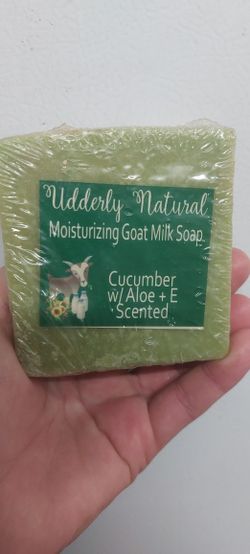 Udderly Natural
Moisturizing Goat Milk Soap
Cucumber
w/ Aloe + E
Scented